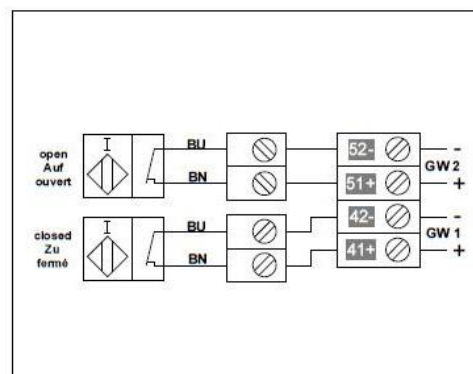 open
Auf
ouvert
I
BU
BN
52-
51+
-
GW 2
+
closed
Zu
fermé
I
BU
BN
42-
41+
-
GW 1
+